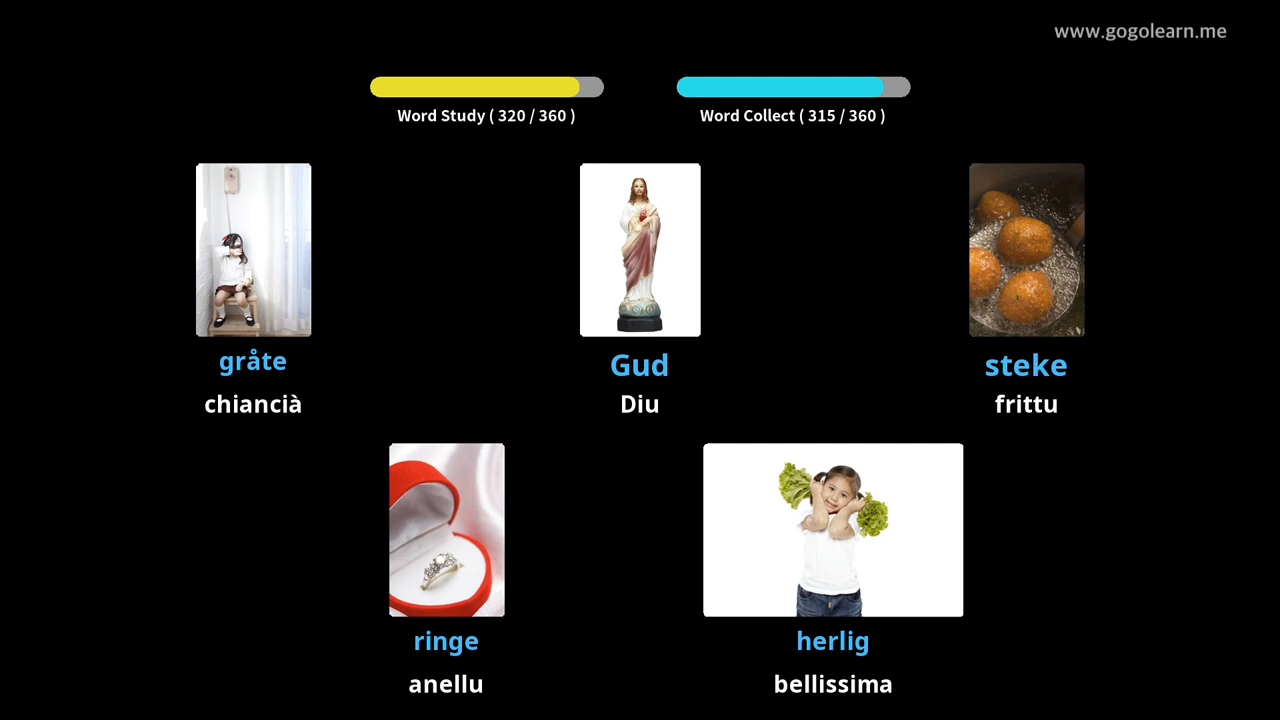 www.gogolearn.me
Word Study ( 320 / 360 )
Word Collect ( 315 / 360 )
gråte
Gud
steke
chiancià
Diu
frittu
ringe
herlig
anellu
bellissima